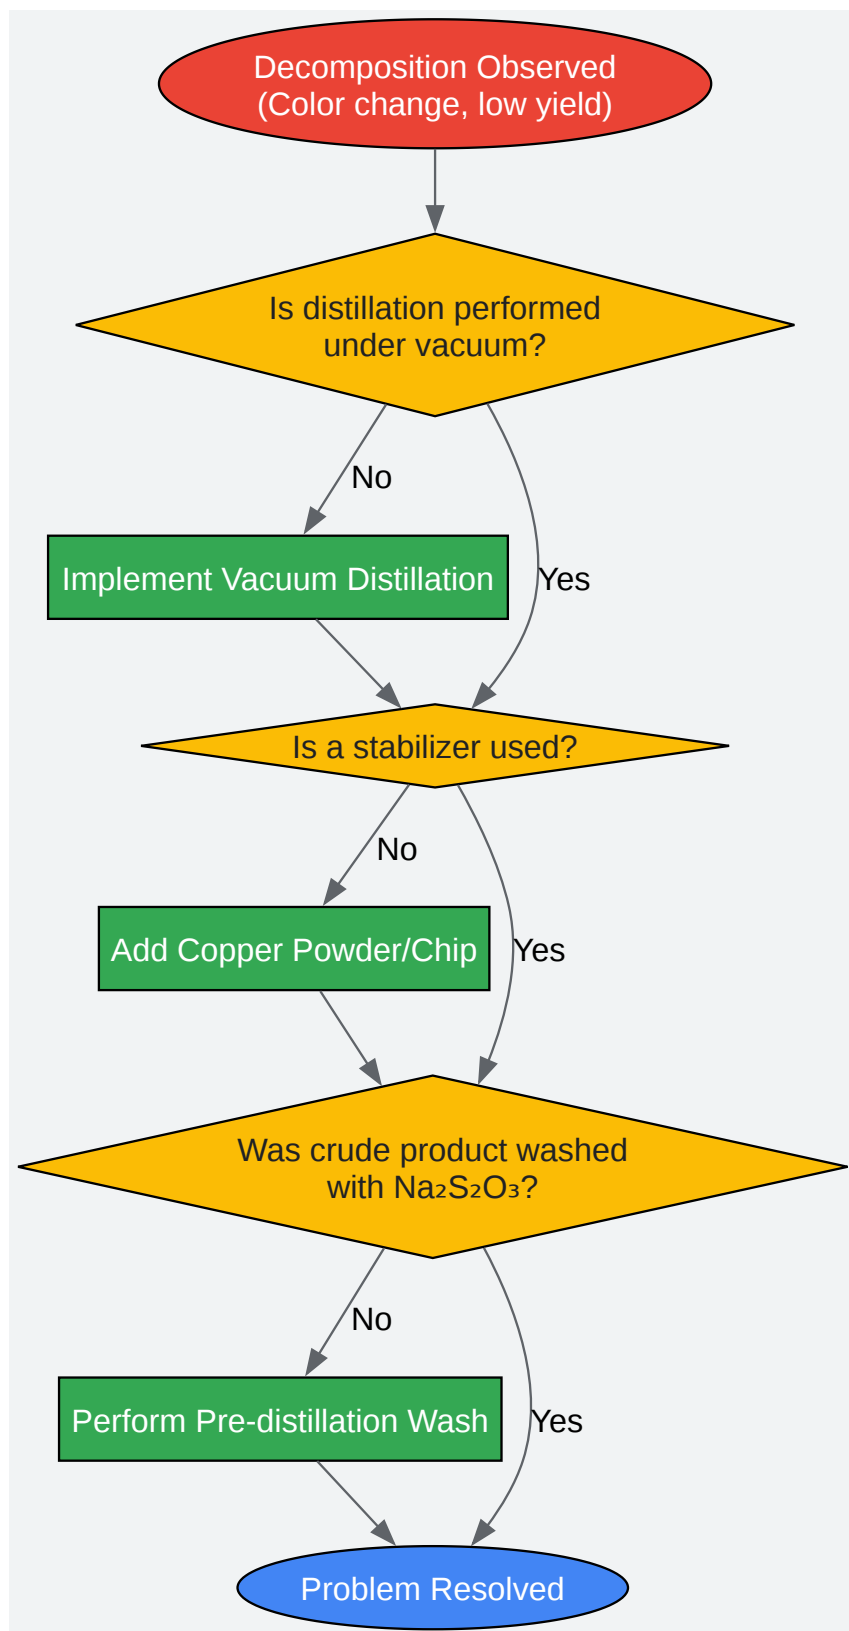 Decomposition Observed
(Color change, low yield)
Is distillation performed
under vacuum?
No
Implement Vacuum Distillation
Yes
Is a stabilizer used?
No
Add Copper Powder/Chip
Yes
Was crude product washed
with Na₂S₂O₃?
No
Perform Pre-distillation Wash
Yes
Problem Resolved